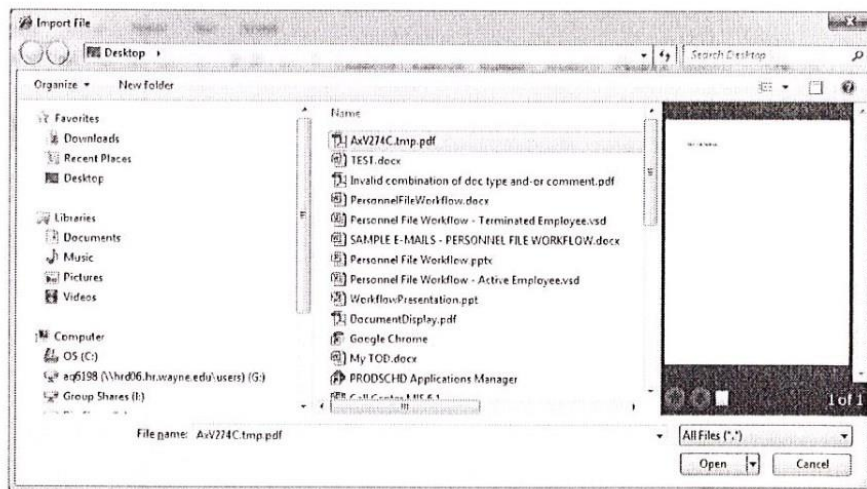 Import File
Desktop
Search Desktop
Organize
New folder
Favorites
Downloads
Recent Places
Desktop
Libraries
Documents
Music
Pictures
Videos
Computer
OS (C:)
aq6198 (\\hrd06.hr.wayne.edu\users) (G:)
Group Shares (I:)
Name
AxV274C.tmp.pdf
TEST.docx
Invalid combination of doc type and-or comment.pdf
PersonnelFileWorkflow.docx
Personnel File Workflow - Terminated Employee.vsd
SAMPLE E-MAILS - PERSONNEL FILE WORKFLOW.docx
Personnel File Workflow.pptx
Personnel File Workflow - Active Employee.vsd
WorkflowPresentation.ppt
DocumentDisplay.pdf
Google Chrome
My TOD.docx
PRODSCHD Applications Manager
1 of 1
File name: AxV274C.tmp.pdf
All Files (*.*)
Open
Cancel